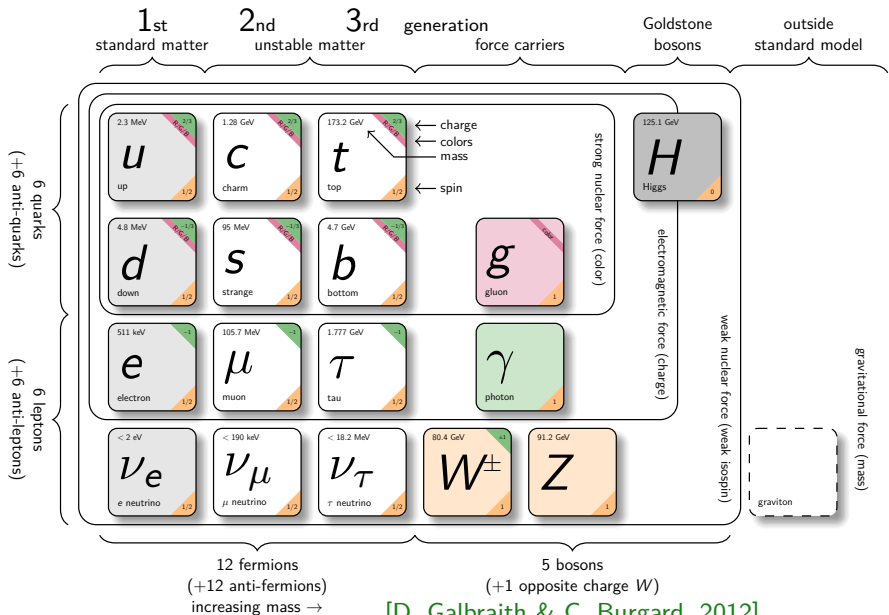 1st 2nd 3rd generation
standard matter
unstable matter
force carriers
Goldstone
bosons
outside
standard model
6 quarks
(+6 anti-quarks)
6 leptons
(+6 anti-leptons)
2.3 MeV
2/3
R/G/B
u
up
1/2
1.28 GeV
2/3
R/G/B
c
charm
1/2
173.2 GeV
2/3
R/G/B
t
top
1/2
charge
colors
mass
spin
125.1 GeV
H
Higgs
0
4.8 MeV
−1/3
R/G/B
d
down
1/2
95 MeV
−1/3
R/G/B
s
strange
1/2
4.7 GeV
−1/3
R/G/B
b
bottom
1/2
color
g
gluon
1
strong nuclear force (color)
511 keV
−1
e
electron
1/2
105.7 MeV
−1
μ
muon
1/2
1.777 GeV
−1
τ
tau
1/2
γ
photon
1
electromagnetic force (charge)
< 2 eV
νe
e neutrino
1/2
< 190 keV
νμ
μ neutrino
1/2
< 18.2 MeV
ντ
τ neutrino
1/2
80.4 GeV
±1
W±
1
91.2 GeV
Z
1
weak nuclear force (weak isospin)
graviton
gravitational force (mass)
12 fermions
(+12 anti-fermions)
increasing mass →
5 bosons
(+1 opposite charge W)
[D. Galbraith & C. Burgard, 2012]